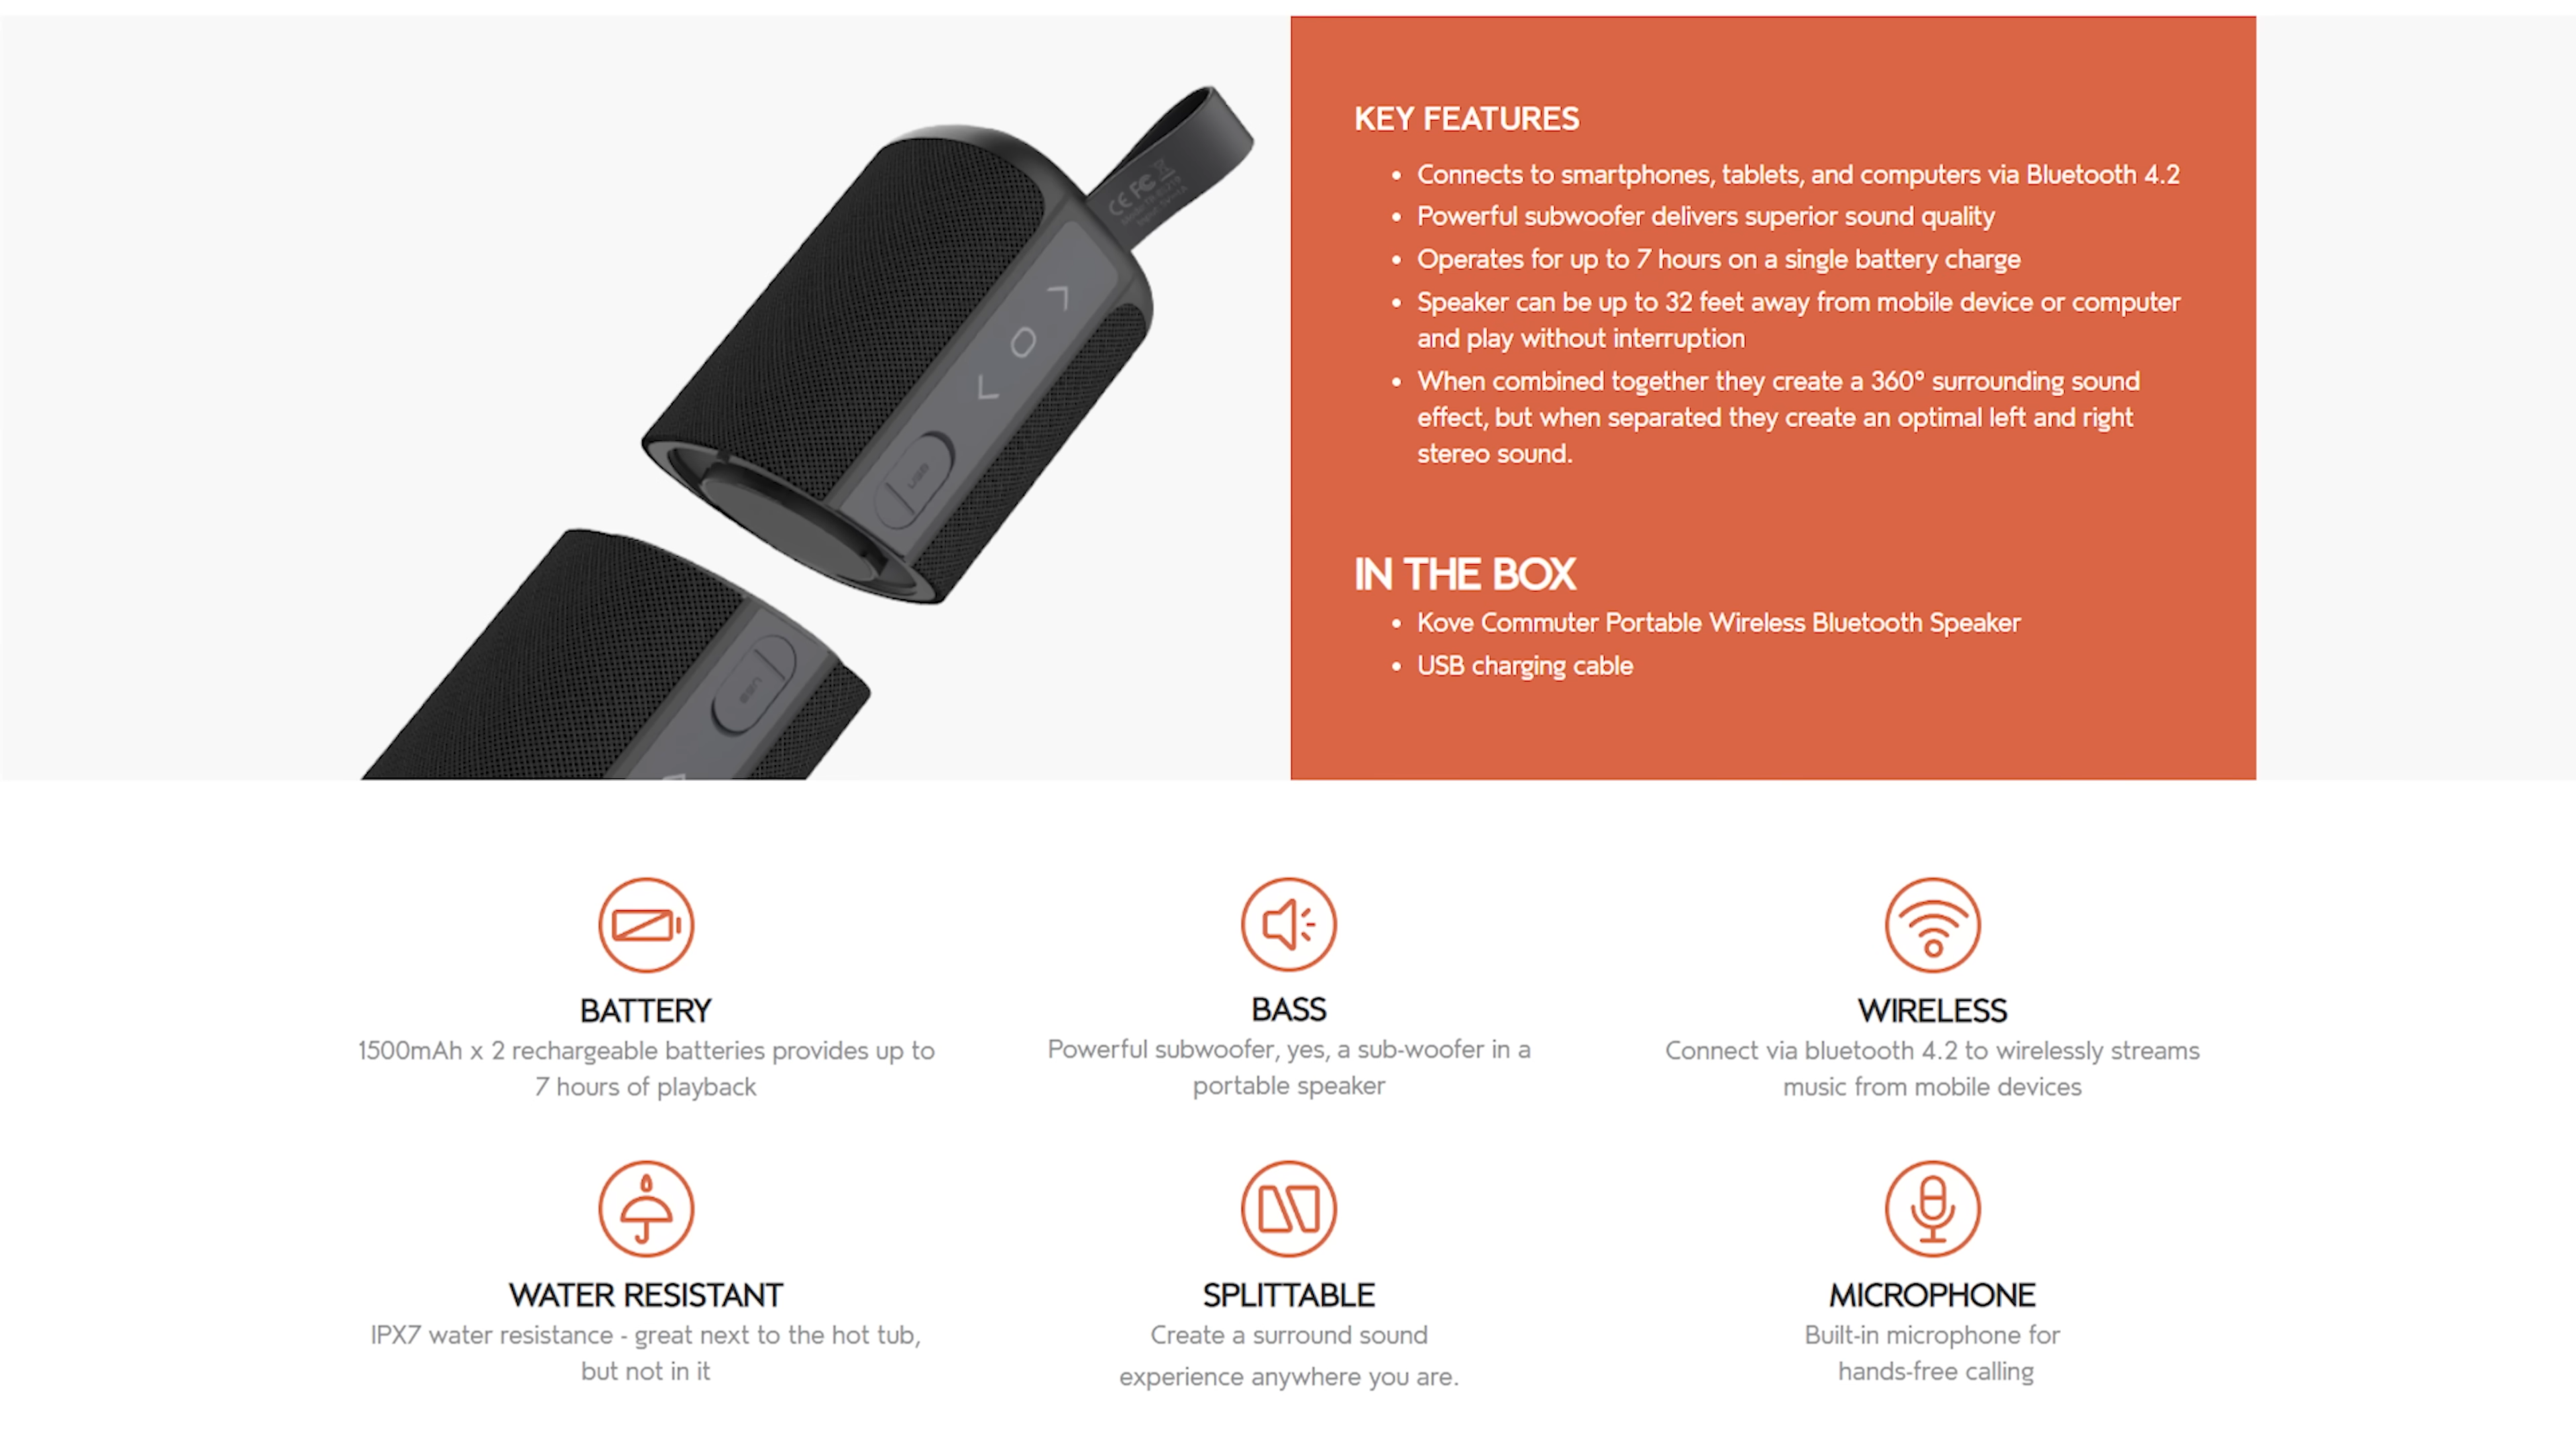 KEY FEATURES
Connects to smartphones, tablets, and computers via Bluetooth 4.2
Powerful subwoofer delivers superior sound quality
Operates for up to 7 hours on a single battery charge
Speaker can be up to 32 feet away from mobile device or computer
and play without interruption
When combined together they create a 360° surrounding sound
effect, but when separated they create an optimal left and right
stereo sound.
IN THE BOX
Kove Commuter Portable Wireless Bluetooth Speaker
USB charging cable
CE FC
USB
USB
BATTERY
1500mAh x 2 rechargeable batteries provides up to
7 hours of playback
BASS
Powerful subwoofer, yes, a sub-woofer in a
portable speaker
WIRELESS
Connect via bluetooth 4.2 to wirelessly streams
music from mobile devices
WATER RESISTANT
IPX7 water resistance - great next to the hot tub,
but not in it
SPLITTABLE
Create a surround sound
experience anywhere you are.
MICROPHONE
Built-in microphone for
hands-free calling